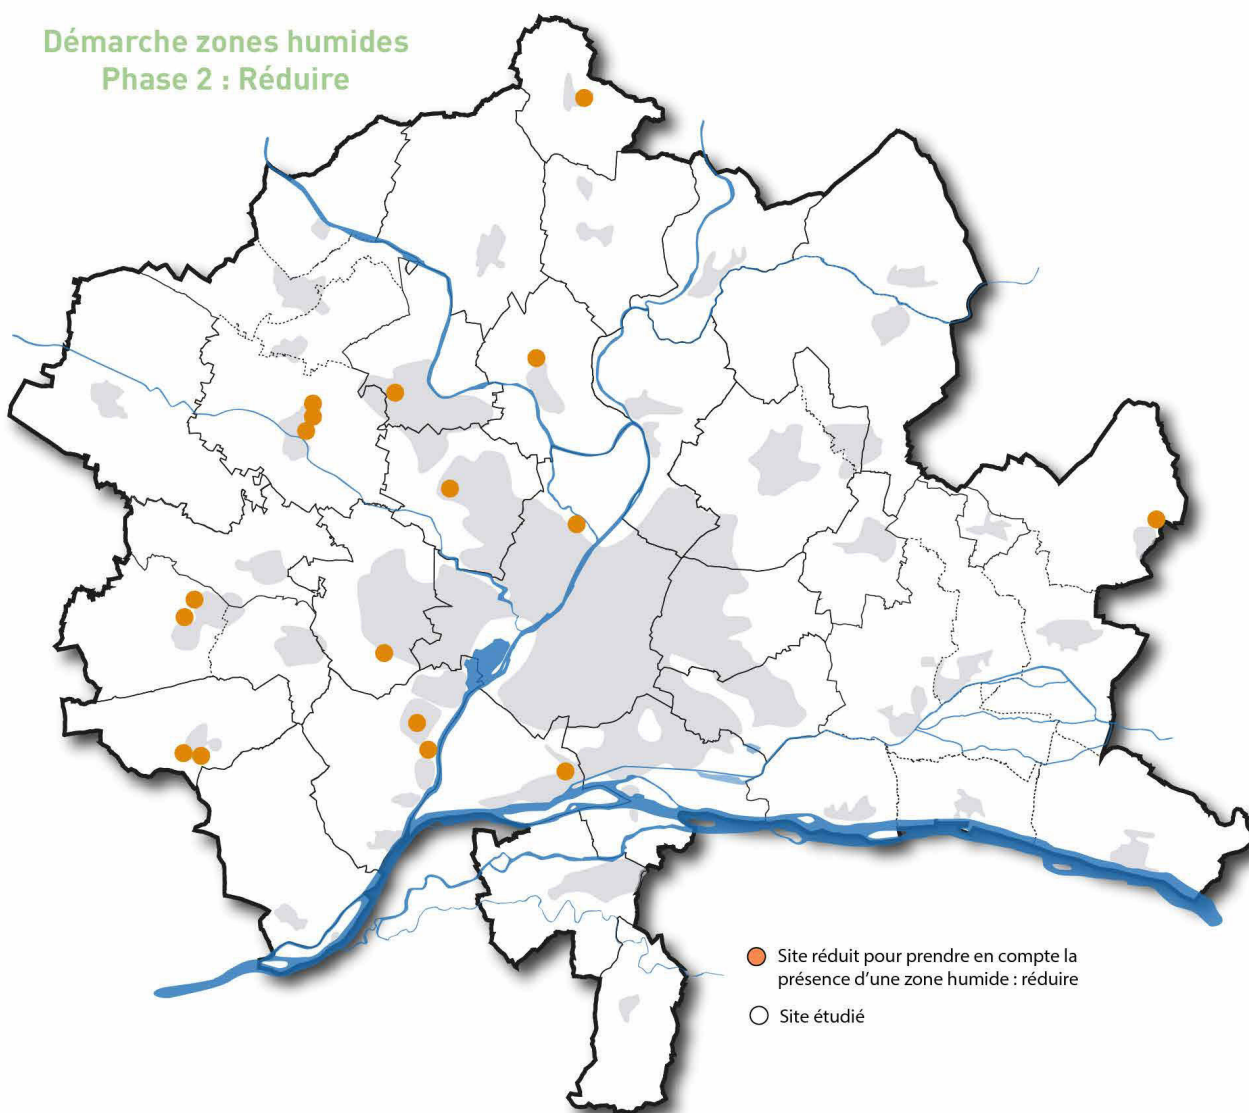 Démarche zones humides
Phase 2 : Réduire
Site réduit pour prendre en compte la
présence d'une zone humide : réduire
Site étudié